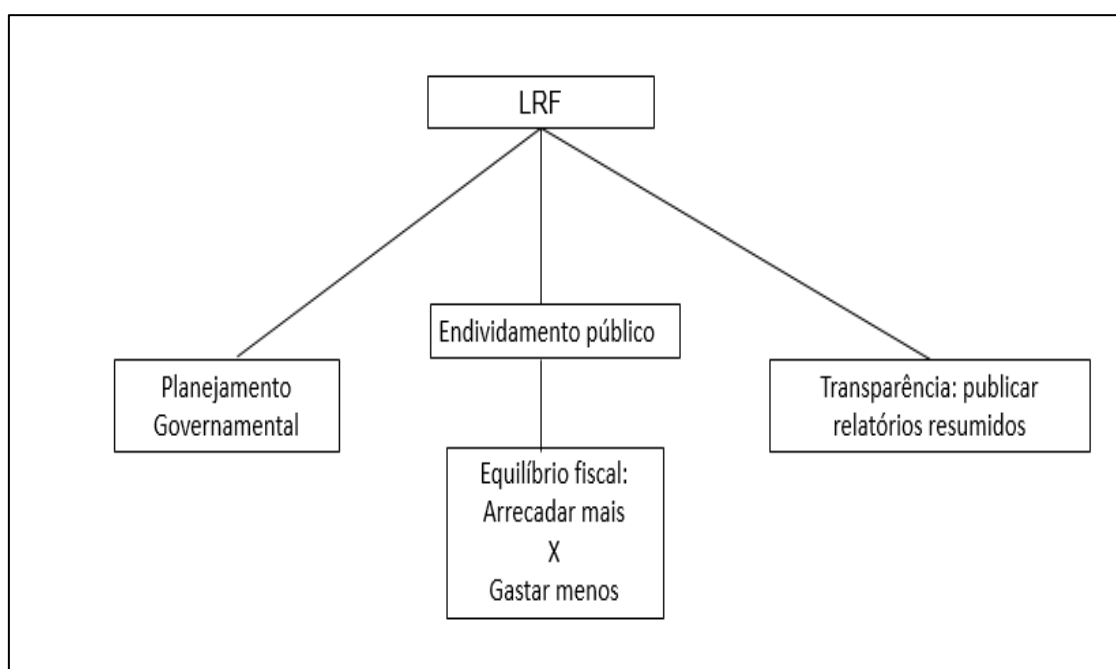 LRF
Endividamento público
Planejamento
Governamental
Transparência: publicar
relatórios resumidos
Equilíbrio fiscal:
Arrecadar mais
X
Gastar menos